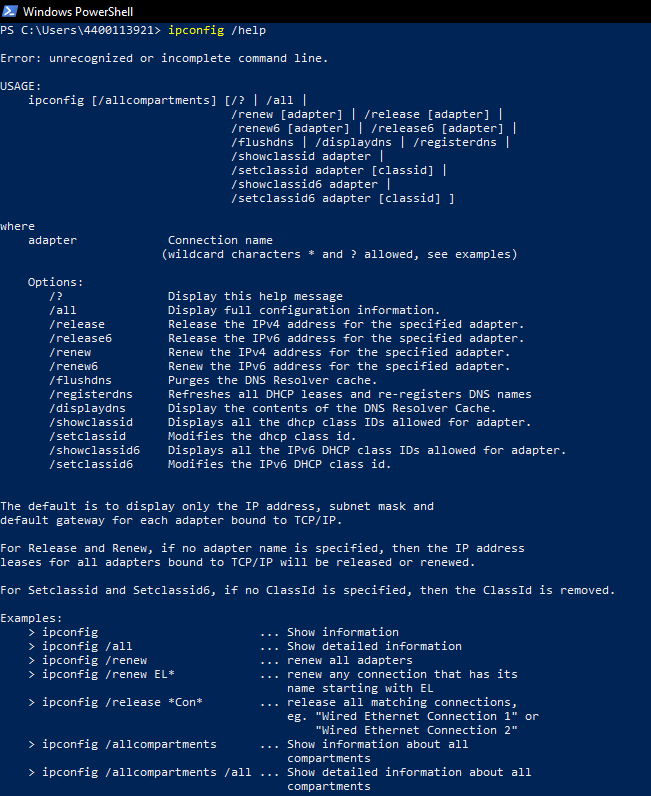 Windows PowerShell
PS C:\Users\4400113921> ipconfig /help
Error: unrecognized or incomplete command line.
USAGE:
    ipconfig [/allcompartments] [/? | /all |
                                 /renew [adapter] | /release [adapter] |
                                 /renew6 [adapter] | /release6 [adapter] |
                                 /flushdns | /displaydns | /registerdns |
                                 /showclassid adapter |
                                 /setclassid adapter [classid] |
                                 /showclassid6 adapter |
                                 /setclassid6 adapter [classid] ]
where
    adapter             Connection name
                       (wildcard characters * and ? allowed, see examples)
    Options:
       /?               Display this help message
       /all             Display full configuration information.
       /release         Release the IPv4 address for the specified adapter.
       /release6        Release the IPv6 address for the specified adapter.
       /renew           Renew the IPv4 address for the specified adapter.
       /renew6          Renew the IPv6 address for the specified adapter.
       /flushdns        Purges the DNS Resolver cache.
       /registerdns     Refreshes all DHCP leases and re-registers DNS names
       /displaydns      Display the contents of the DNS Resolver Cache.
       /showclassid     Displays all the dhcp class IDs allowed for adapter.
       /setclassid      Modifies the dhcp class id.
       /showclassid6    Displays all the IPv6 DHCP class IDs allowed for adapter.
       /setclassid6     Modifies the IPv6 DHCP class id.
The default is to display only the IP address, subnet mask and
default gateway for each adapter bound to TCP/IP.
For Release and Renew, if no adapter name is specified, then the IP address
leases for all adapters bound to TCP/IP will be released or renewed.
For Setclassid and Setclassid6, if no ClassId is specified, then the ClassId is removed.
Examples:
    > ipconfig                       ... Show information
    > ipconfig /all                  ... Show detailed information
    > ipconfig /renew                ... renew all adapters
    > ipconfig /renew EL*            ... renew any connection that has its
                                         name starting with EL
    > ipconfig /release *Con*        ... release all matching connections,
                                         eg. "Wired Ethernet Connection 1" or
                                             "Wired Ethernet Connection 2"
    > ipconfig /allcompartments      ... Show information about all
                                         compartments
    > ipconfig /allcompartments /all ... Show detailed information about all
                                         compartments